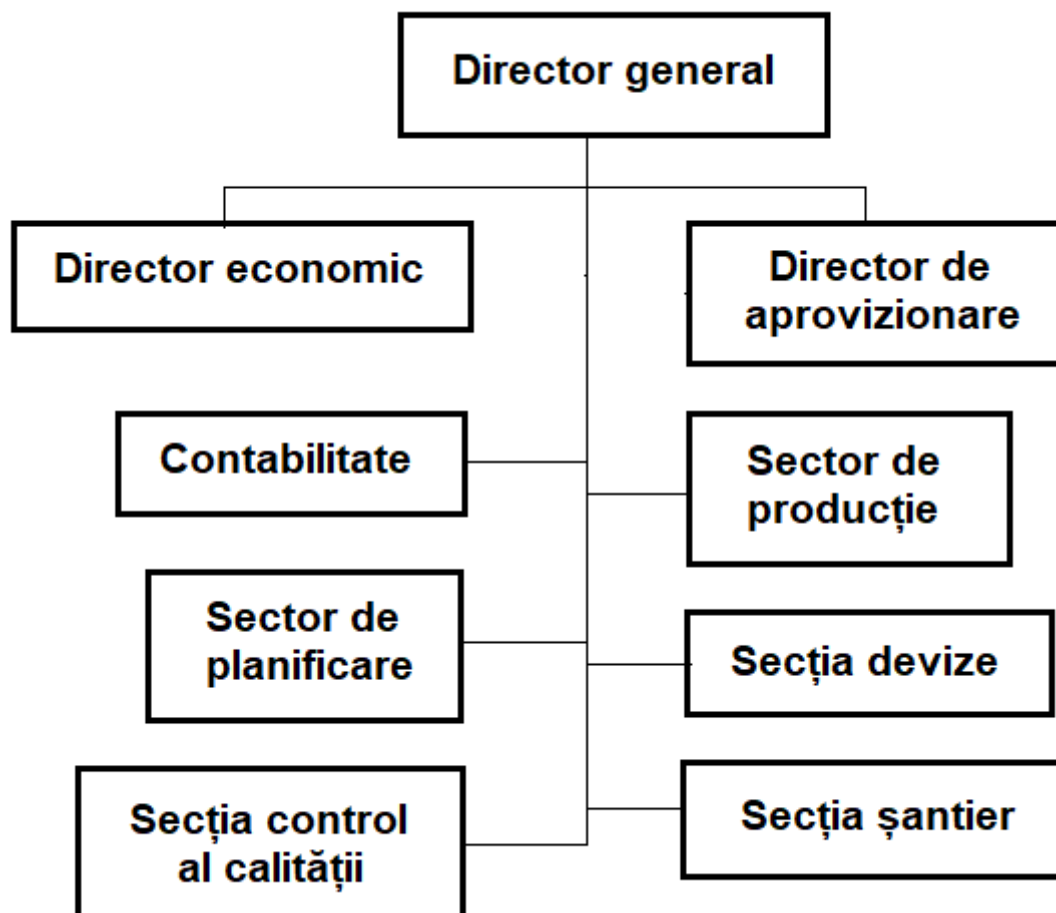 Director general
Director economic
Director de
aprovizionare
Contabilitate
Sector de
producție
Sector de
planificare
Secția devize
Secția control
al calității
Secția șantier